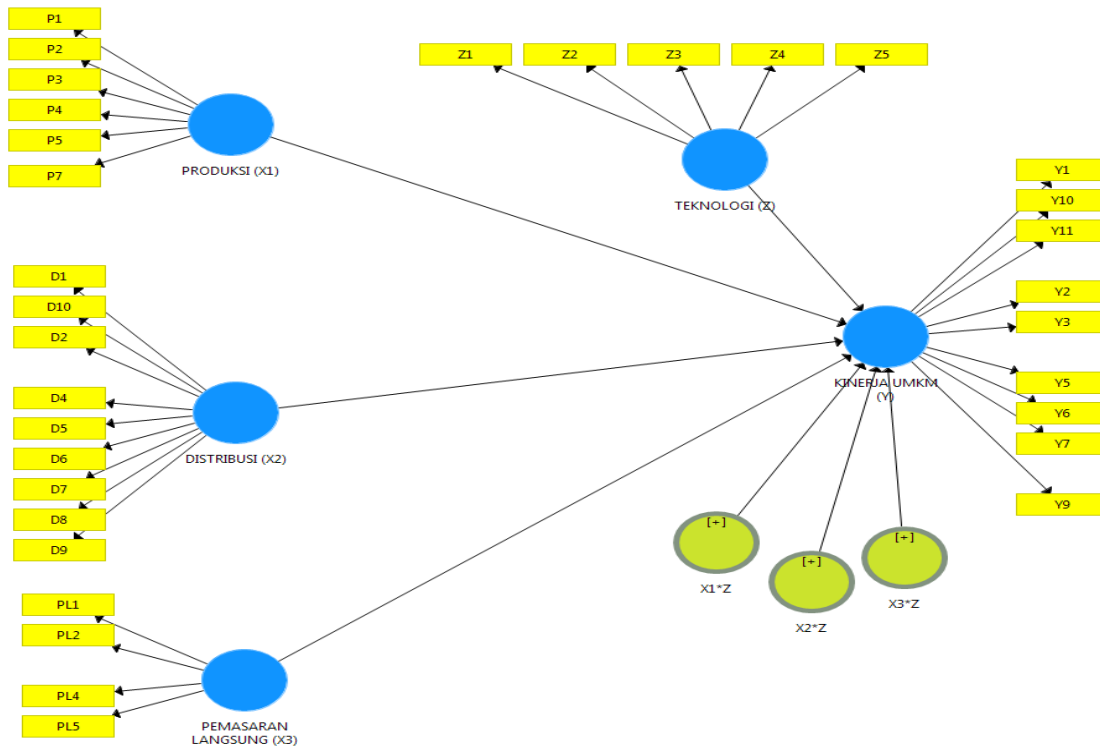 P1
P2
P3
P4
P5
P7
PRODUKSI (X1)
Z1
Z2
Z3
Z4
Z5
TEKNOLOGI (Z)
D1
D10
D2
D4
D5
D6
D7
D8
D9
DISTRIBUSI (X2)
PL1
PL2
PL4
PL5
PEMASARAN
LANGSUNG (X3)
Y1
Y10
Y11
Y2
Y3
Y5
Y6
Y7
Y9
KINERJA UMKM
(Y)
[+]
X1*Z
[+]
X2*Z
[+]
X3*Z